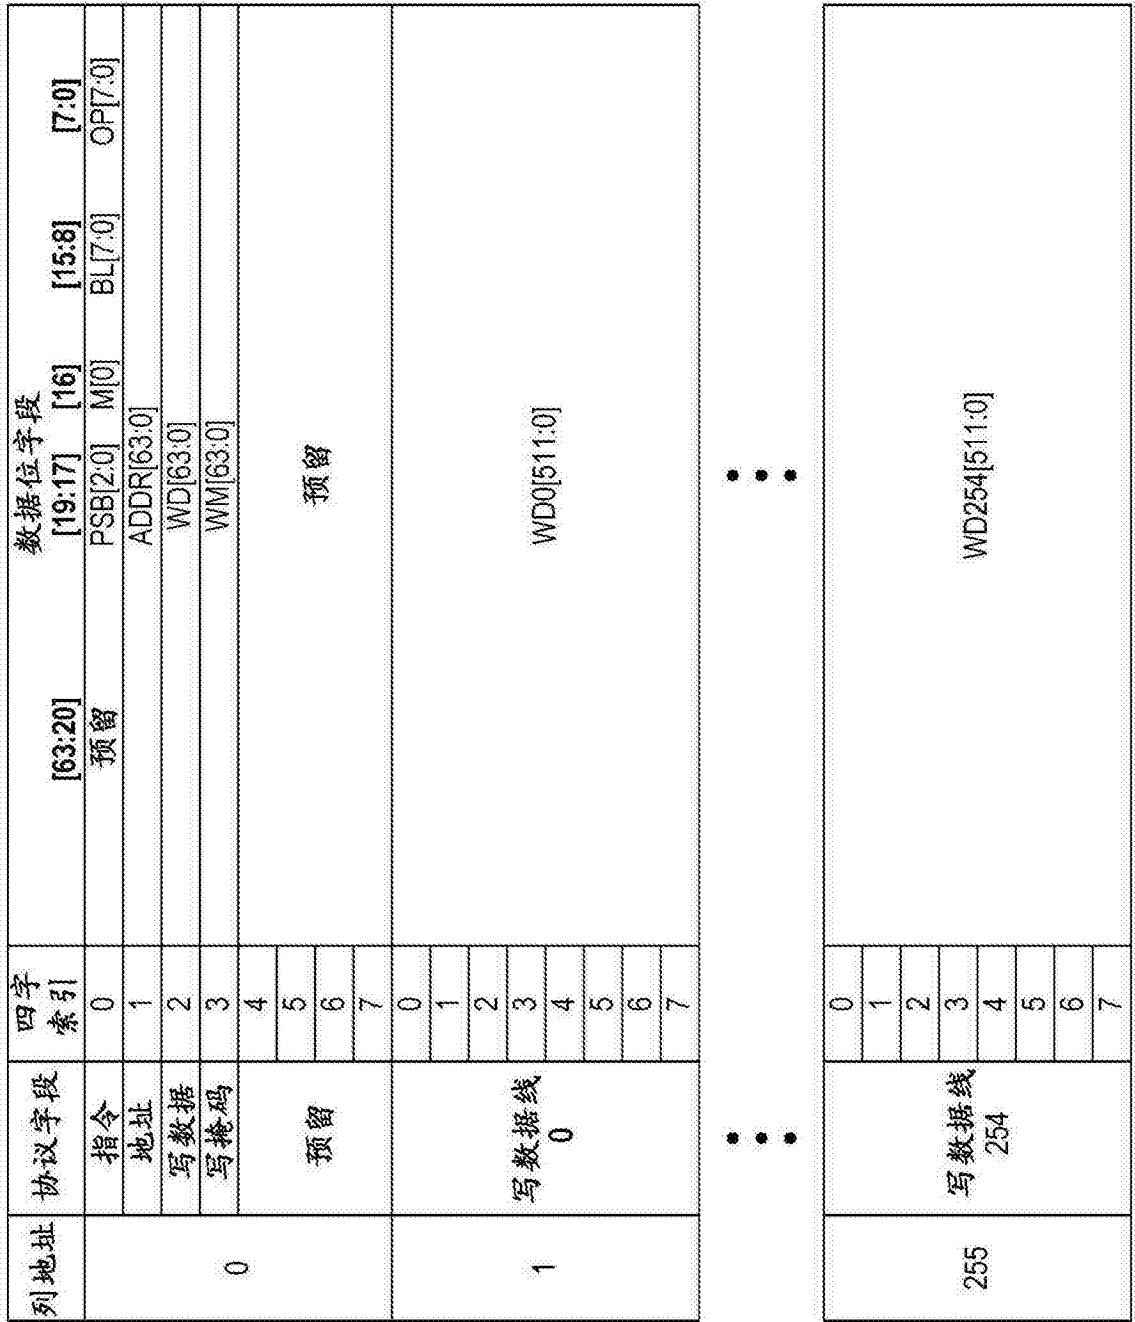 列地址 协议字段 四字索引 数据位字段
[63:20] [19:17] [16] [15:8] [7:0]
0 指令 0 预留 PSB[2:0] M[0] BL[7:0] OP[7:0]
地址 1 ADDR[63:0]
写数据 2 WD[63:0]
写掩码 3 WM[63:0]
预留 4 预留
5
6
7
1 写数据线 0 0 WD0[511:0]
1
2
3
4
5
6
7
255 写数据线 254 0 WD254[511:0]
1
2
3
4
5
6
7